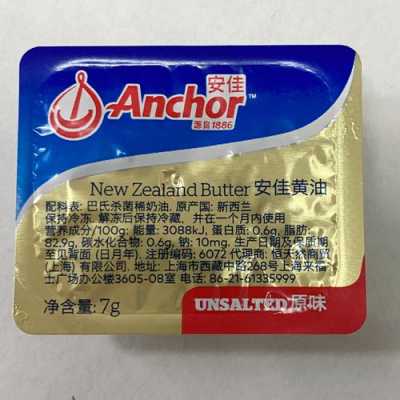 安佳
Anchor™
源自1886
New Zealand Butter 安佳黄油
配料表: 巴氏杀菌稀奶油, 原产国: 新西兰
保持冷冻, 解冻后保持冷藏, 并在一个月内使用
营养成分/100g: 能量: 3088kJ, 蛋白质: 0.6g, 脂肪:
82.9g, 碳水化合物: 0.6g, 钠: 10mg, 生产日期及保质期
至见背面 (日月年). 注册编码: 6072 代理商: 恒天然商贸
(上海) 有限公司, 地址: 上海市西藏中路268号上海来福
士广场办公楼3605-08室 电话: 86-21-61335999
净含量: 7g
UNSALTED 原味